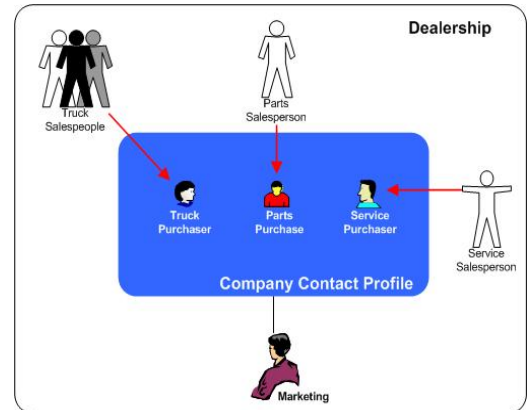 Dealership
Truck
Salespeople
Parts
Salesperson
Truck
Purchaser
Parts
Purchase
Service
Purchaser
Service
Salesperson
Company Contact Profile
Marketing